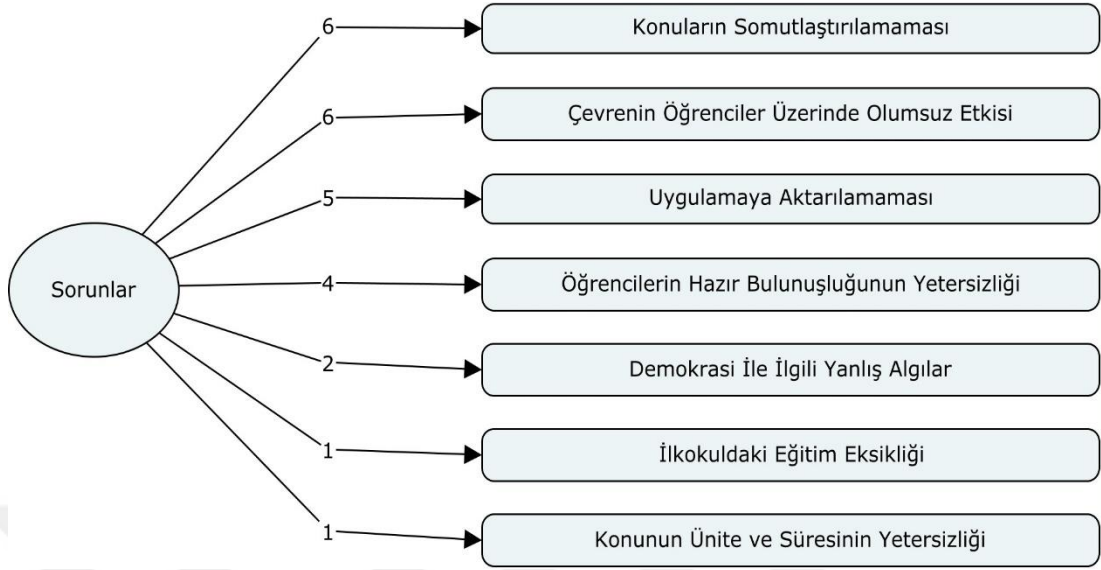 6
Konuların Somutlaştırılamaması
6
Çevrenin Öğrenciler Üzerinde Olumsuz Etkisi
5
Uygulamaya Aktarılamaması
Sorunlar
4
Öğrencilerin Hazır Bulunuşluğunun Yetersizliği
2
Demokrasi İle İlgili Yanlış Algılar
1
İlkokuldaki Eğitim Eksikliği
1
Konunun Ünite ve Süresinin Yetersizliği